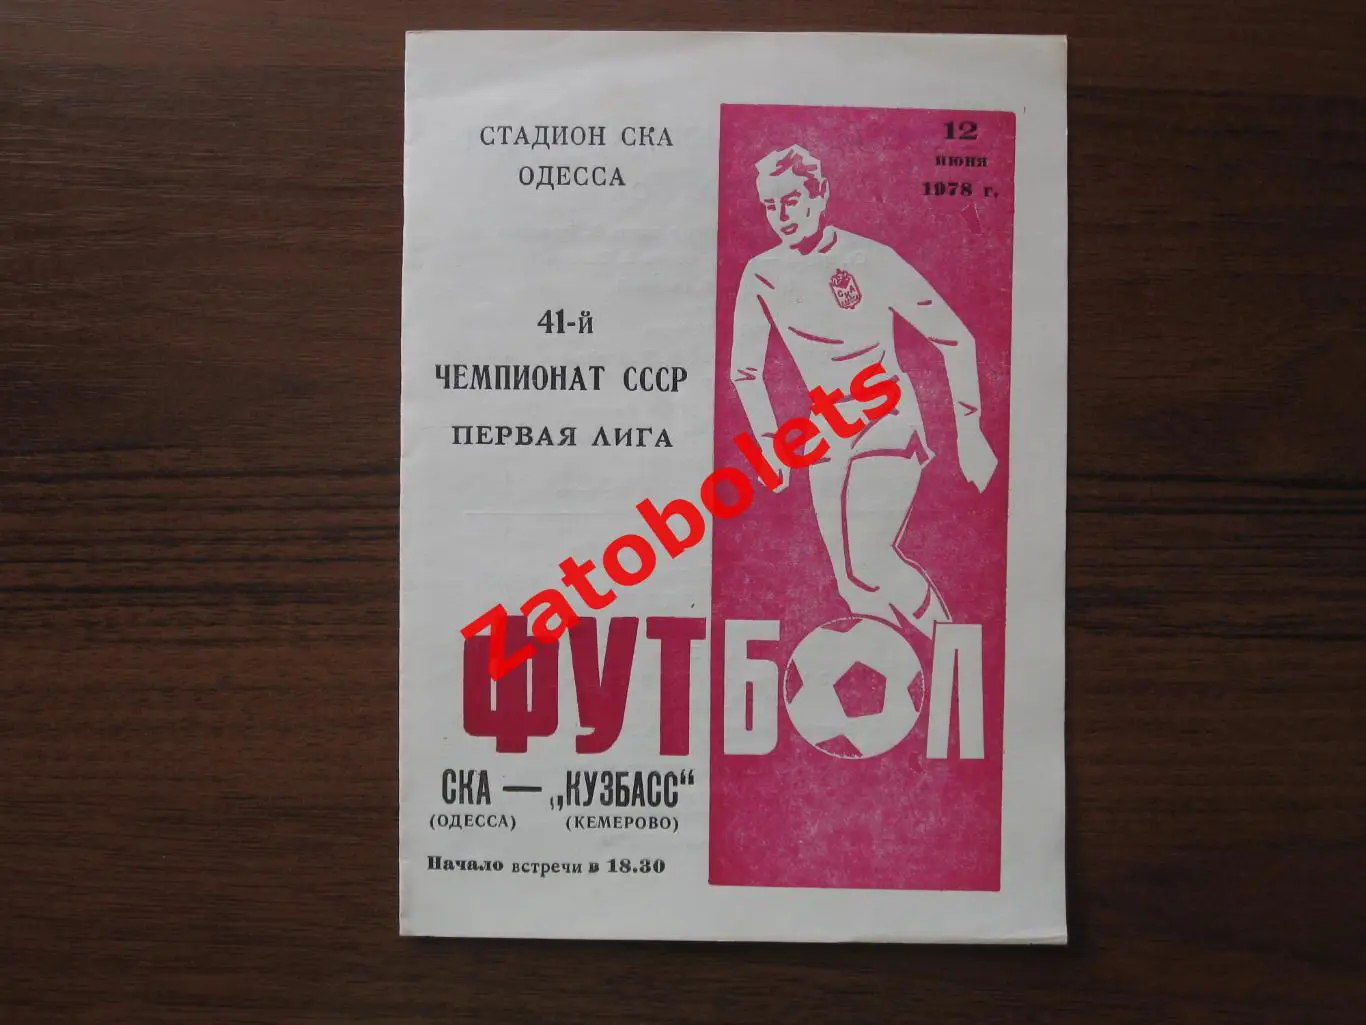 СТАДИОН СКА
ОДЕССА
12
июня
1978 г.
СКА
41-й
ЧЕМПИОНАТ СССР
ПЕРВАЯ ЛИГА
Zatobolets
ФУТБОЛ
СКА — „КУЗБАСС“
(ОДЕССА) (КЕМЕРОВО)
Начало встречи в 18.30